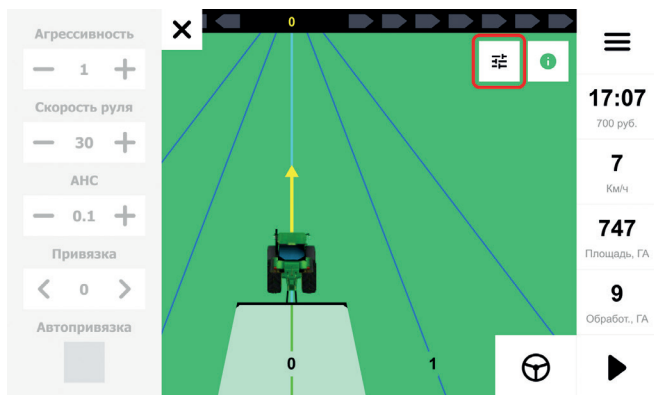 Агрессивность
1
Скорость руля
30
АНС
0.1
Привязка
0
Автопривязка
0
0
1
17:07
700 руб.
7
Км/ч
747
Площадь, ГА
9
Обработ., ГА